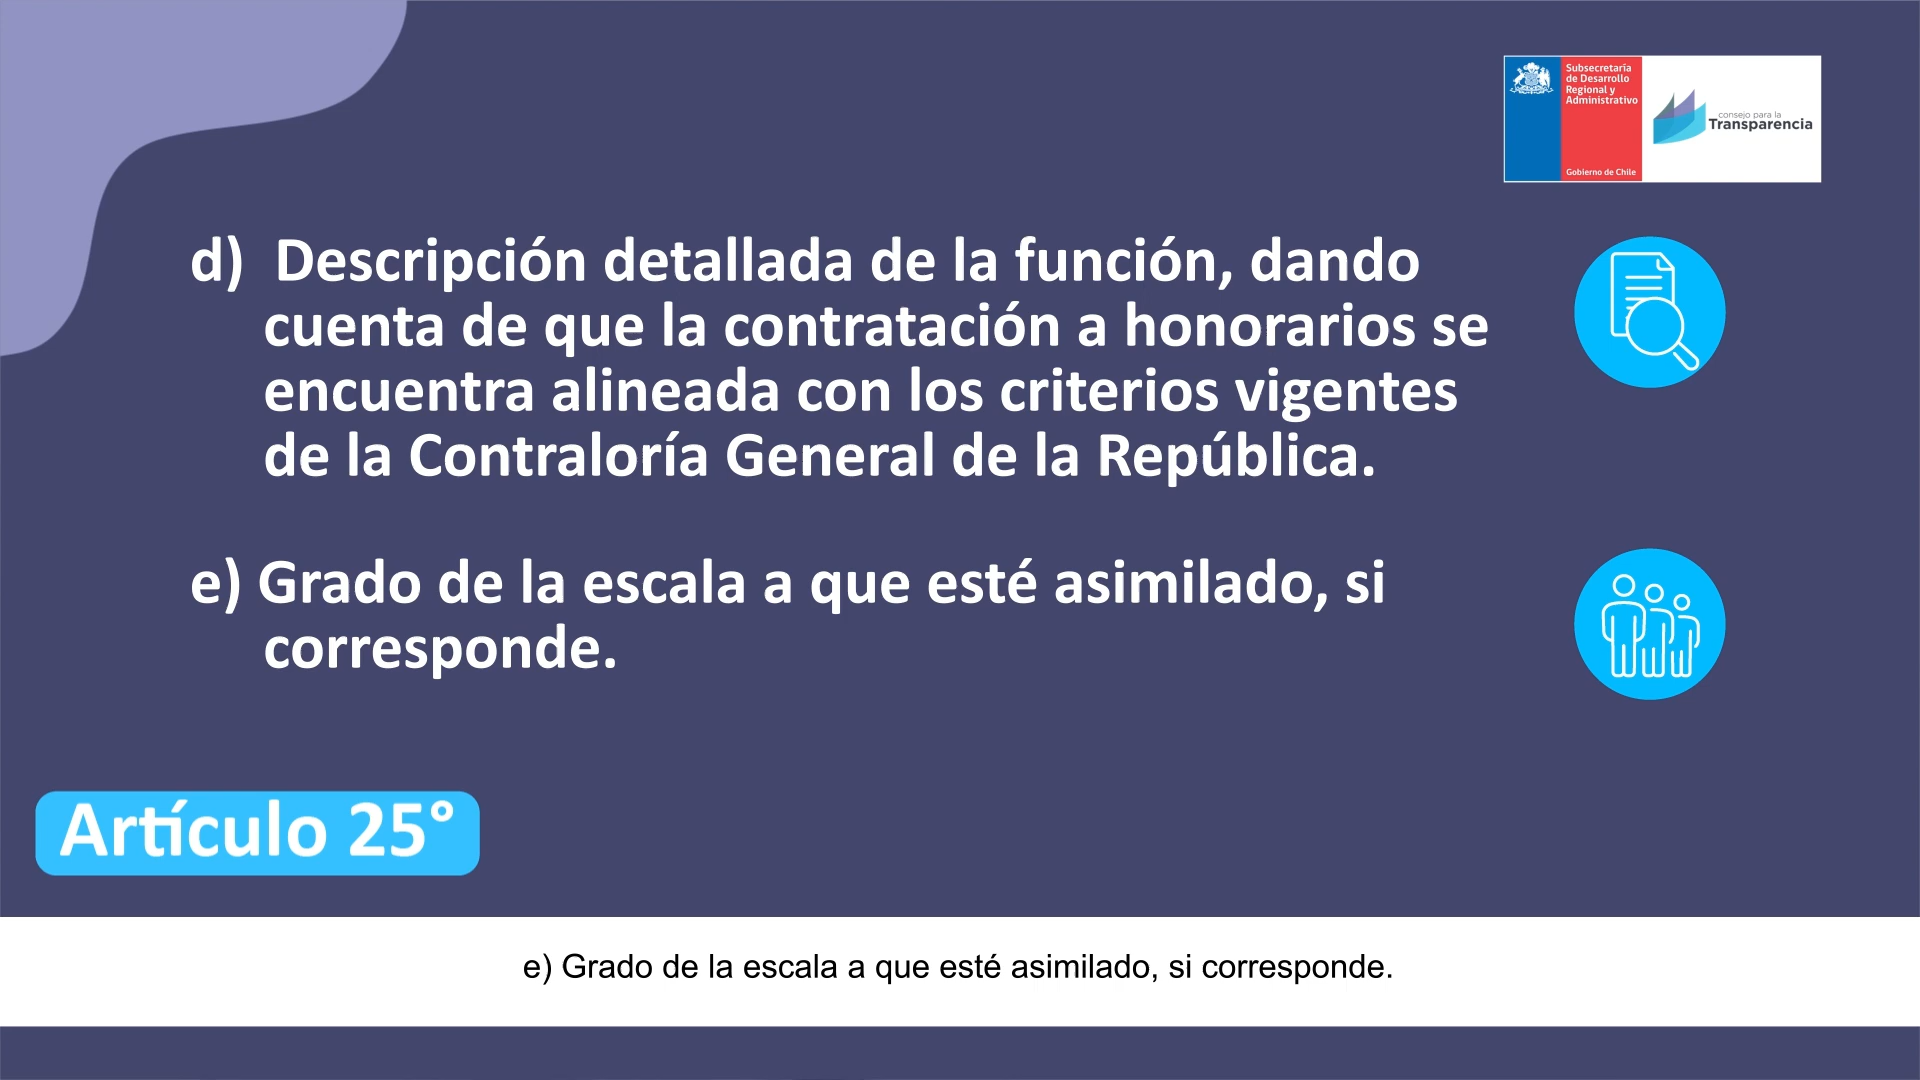 Subsecretaría
de Desarrollo
Regional y
Administrativo
Gobierno de Chile
consejo para la
Transparencia
d) Descripción detallada de la función, dando
cuenta de que la contratación a honorarios se
encuentra alineada con los criterios vigentes
de la Contraloría General de la República.
e) Grado de la escala a que esté asimilado, si
corresponde.
Artículo 25°
e) Grado de la escala a que esté asimilado, si corresponde.